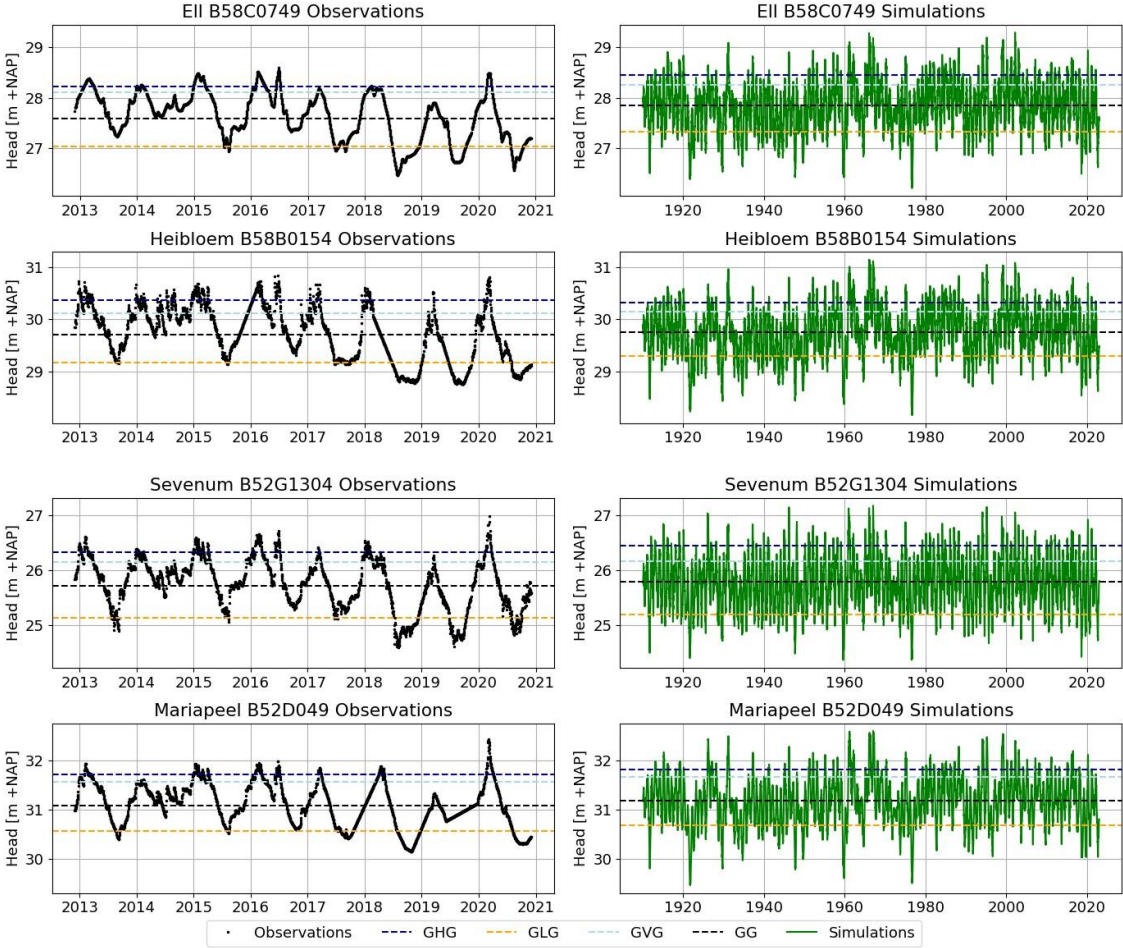 Ell B58C0749 Observations
Head [m +NAP]
29
28
27
2013 2014 2015 2016 2017 2018 2019 2020 2021
Ell B58C0749 Simulations
Head [m +NAP]
29
28
27
1920 1940 1960 1980 2000 2020
Heibloem B58B0154 Observations
Head [m +NAP]
31
30
29
2013 2014 2015 2016 2017 2018 2019 2020 2021
Heibloem B58B0154 Simulations
Head [m +NAP]
31
30
29
1920 1940 1960 1980 2000 2020
Sevenum B52G1304 Observations
Head [m +NAP]
27
26
25
2013 2014 2015 2016 2017 2018 2019 2020 2021
Sevenum B52G1304 Simulations
Head [m +NAP]
27
26
25
1920 1940 1960 1980 2000 2020
Mariapeel B52D049 Observations
Head [m +NAP]
32
31
30
2013 2014 2015 2016 2017 2018 2019 2020 2021
Mariapeel B52D049 Simulations
Head [m +NAP]
32
31
30
1920 1940 1960 1980 2000 2020
Observations GHG GLG GVG GG Simulations